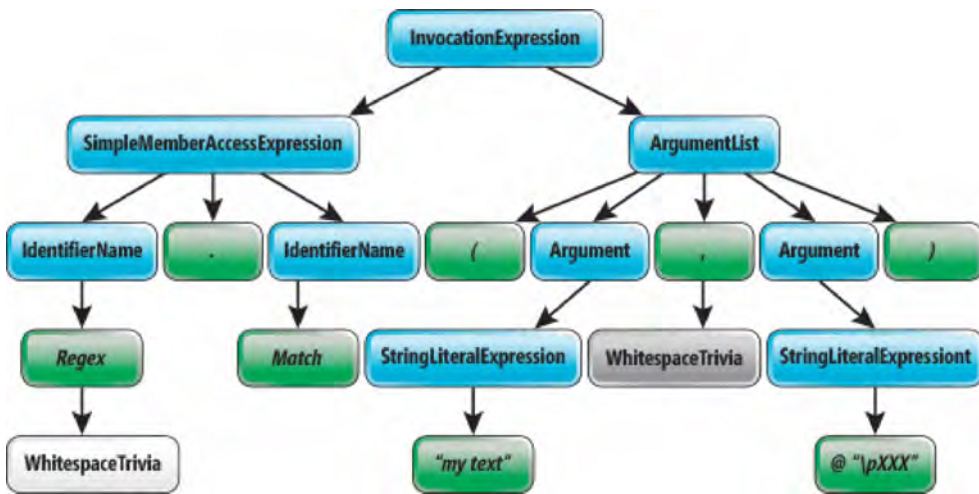 InvocationExpression
SimpleMemberAccessExpression
ArgumentList
IdentifierName
.
IdentifierName
(
Argument
,
Argument
)
Regex
Match
StringLiteralExpression
WhitespaceTrivia
StringLiteralExpressiont
WhitespaceTrivia
“my text”
@ “\pXXX”